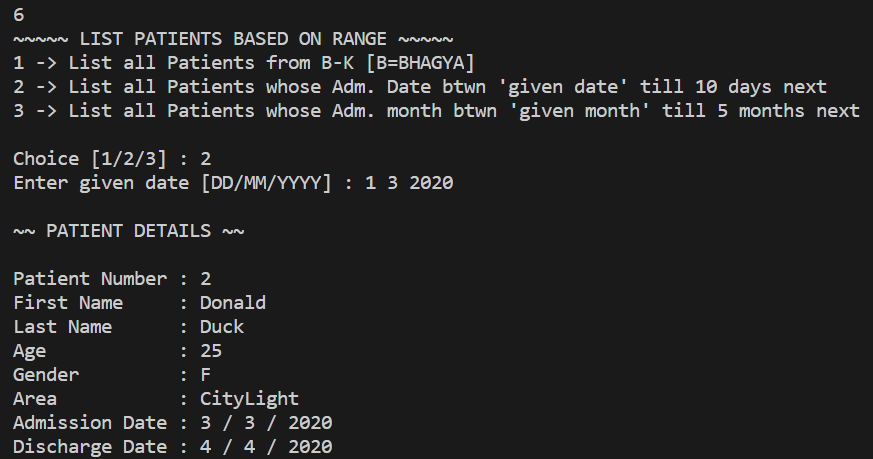 6
~~~~~ LIST PATIENTS BASED ON RANGE ~~~~~
1 -> List all Patients from B-K [B=BHAGYA]
2 -> List all Patients whose Adm. Date btwn 'given date' till 10 days next
3 -> List all Patients whose Adm. month btwn 'given month' till 5 months next
Choice [1/2/3] : 2
Enter given date [DD/MM/YYYY] : 1 3 2020
~~ PATIENT DETAILS ~~
Patient Number : 2
First Name     : Donald
Last Name      : Duck
Age            : 25
Gender         : F
Area           : CityLight
Admission Date : 3 / 3 / 2020
Discharge Date : 4 / 4 / 2020